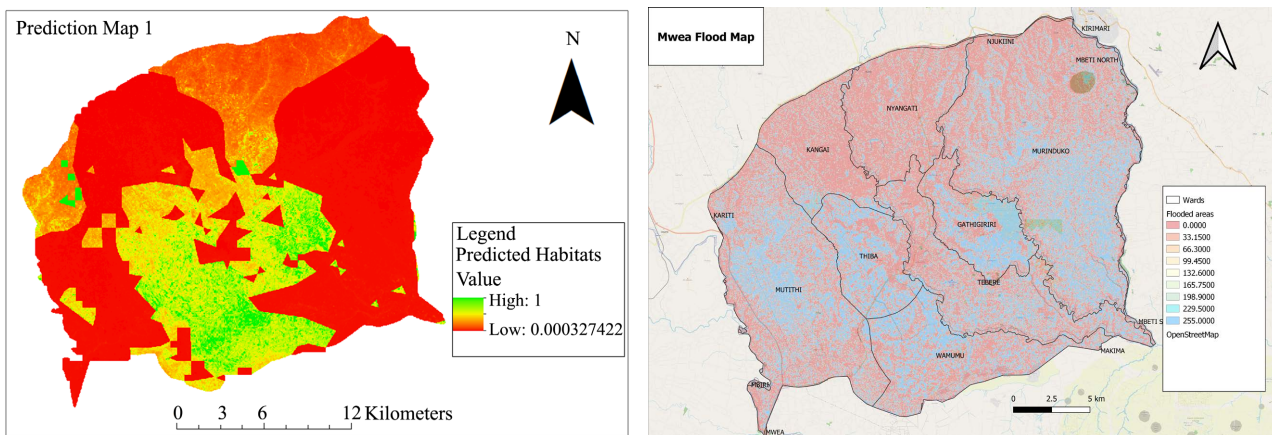 Prediction Map 1
N
Legend
Predicted Habitats
Value
High: 1
Low: 0.000327422
0 3 6 12 Kilometers
Mwea Flood Map
KIRIMARI
NJUKIINI
MBETI NORTH
NYANGATI
KANGAI
MURINDUKO
KARITI
GATHIGIRIRI
THIBA
TEBERE
MUTITHI
MBETI S
WAMUMU
MAKIMA
MBIRI
MWEA
Wards
Flooded areas
0.0000
33.1500
66.3000
99.4500
132.6000
165.7500
198.9000
229.5000
255.0000
OpenStreetMap
0 2.5 5 km